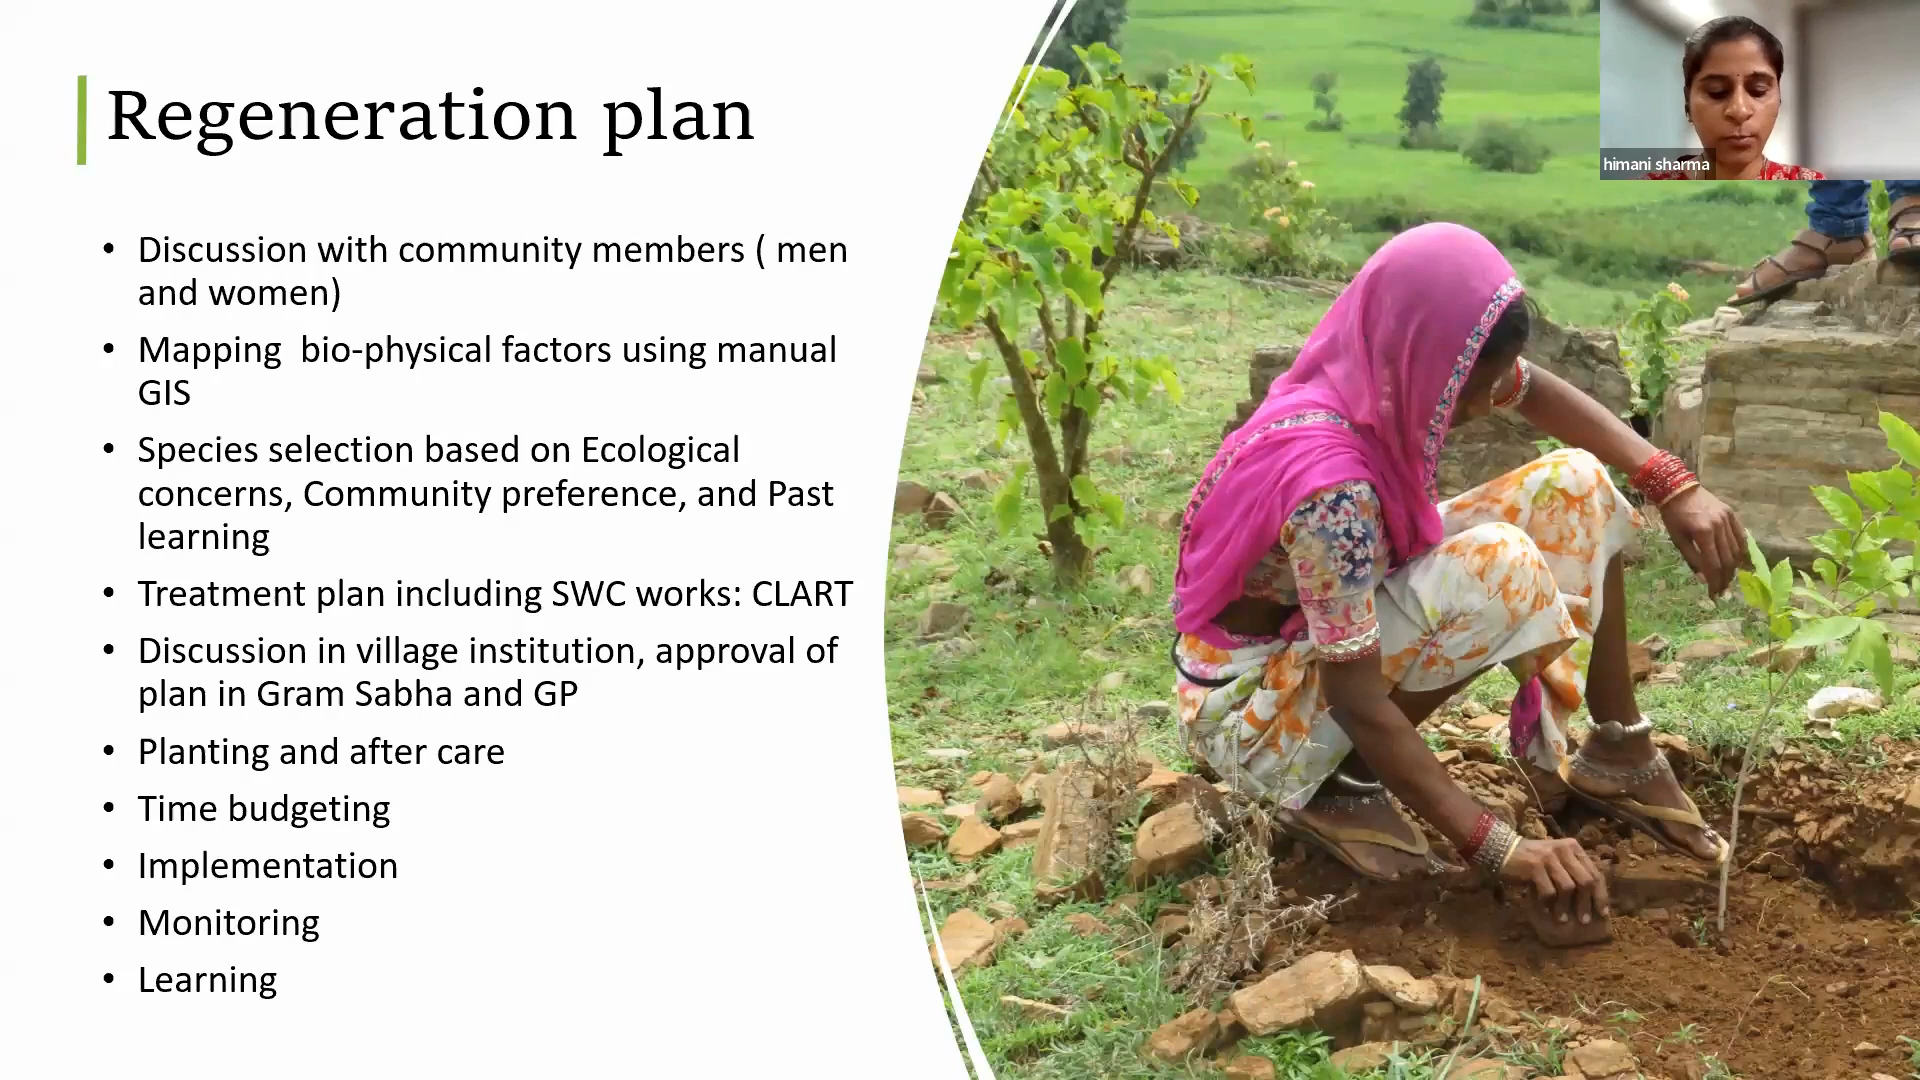 Regeneration plan
himani sharma
• Discussion with community members ( men
and women)
• Mapping  bio-physical factors using manual
GIS
• Species selection based on Ecological
concerns, Community preference, and Past
learning
• Treatment plan including SWC works: CLART
• Discussion in village institution, approval of
plan in Gram Sabha and GP
• Planting and after care
• Time budgeting
• Implementation
• Monitoring
• Learning